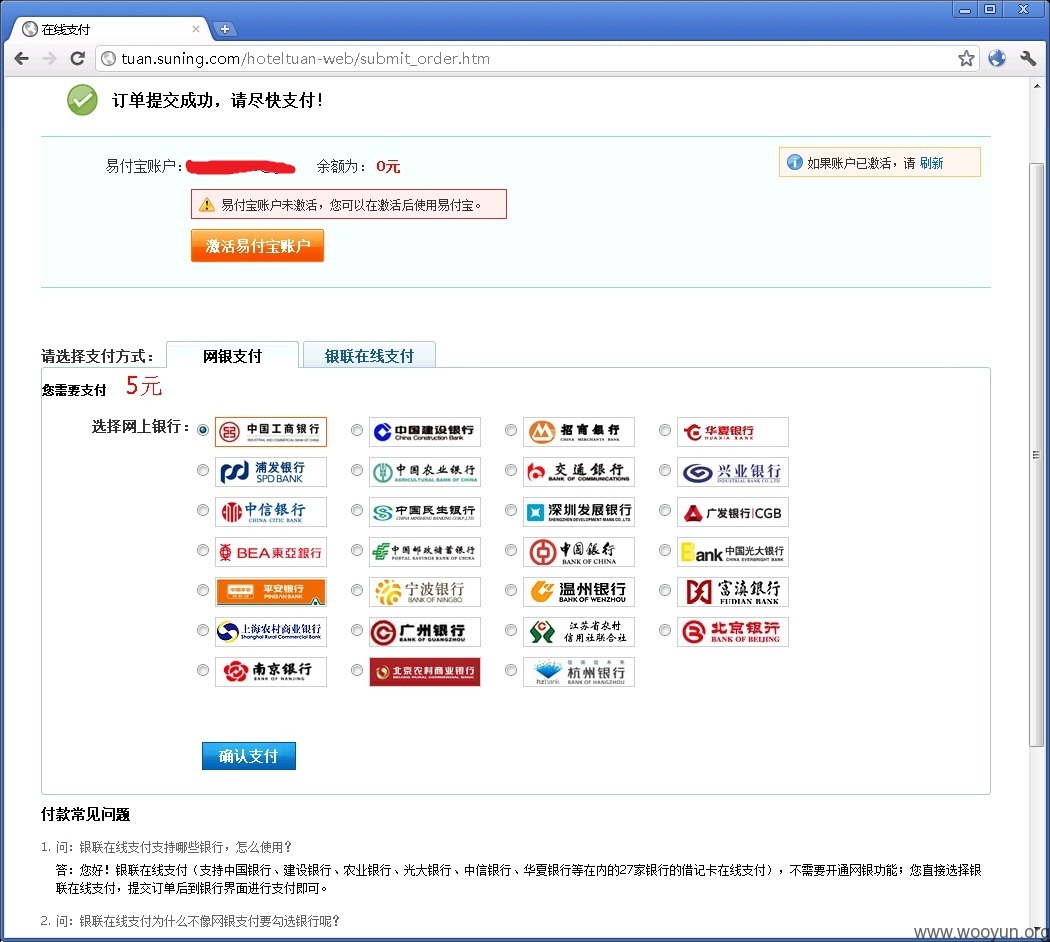 在线支付
tuan.suning.com/hoteltuan-web/submit_order.htm
订单提交成功，请尽快支付！
易付宝账户： 余额为： 0元
如果账户已激活，请 刷新
易付宝账户未激活，您可以在激活后使用易付宝。
激活易付宝账户
请选择支付方式： 网银支付 银联在线支付
您需要支付 5元
选择网上银行：
中国工商银行 INDUSTRIAL AND COMMERCIAL BANK OF CHINA
中国建设银行 China Construction Bank
招商银行 CHINA MERCHANTS BANK
华夏银行 HUAXIA BANK
浦发银行 SPD BANK
中国农业银行 AGRICULTURAL BANK OF CHINA
交通银行 BANK OF COMMUNICATIONS
兴业银行 INDUSTRIAL BANK CO.,LTD.
中信银行 CHINA CITIC BANK
中国民生银行 CHINA MINSHENG BANKING CORP.,LTD
深圳发展银行 SHENZHEN DEVELOPMENT BANK CO., LTD.
广发银行|CGB
BEA東亞銀行
中国邮政储蓄银行 POSTAL SAVINGS BANK OF CHINA
中国银行 BANK OF CHINA
Bank 中国光大银行 CHINA EVERBRIGHT BANK
中国平安 平安银行 PINGAN BANK
宁波银行 BANK OF NINGBO
温州银行 BANK OF WENZHOU
富滇银行 FUDIAN BANK
上海农村商业银行 Shanghai Rural Commercial Bank
广州银行 BANK OF GUANGZHOU
江苏省农村
信用社联合社
北京银行 BANK OF BEIJING
南京银行 BANK OF NANJING
北京农村商业银行 BEIJING RURAL COMMERCIAL BANK
hzbank 杭州银行 BANK OF HANGZHOU
确认支付
付款常见问题
1. 问：银联在线支付支持哪些银行，怎么使用？
答：您好！银联在线支付（支持中国银行、建设银行、农业银行、光大银行、中信银行、华夏银行等在内的27家银行的借记卡在线支付），不需要开通网银功能；您直接选择银
联在线支付，提交订单后到银行界面进行支付即可。
2. 问：银联在线支付为什么不像网银支付要勾选银行呢？
www.wooyun.org